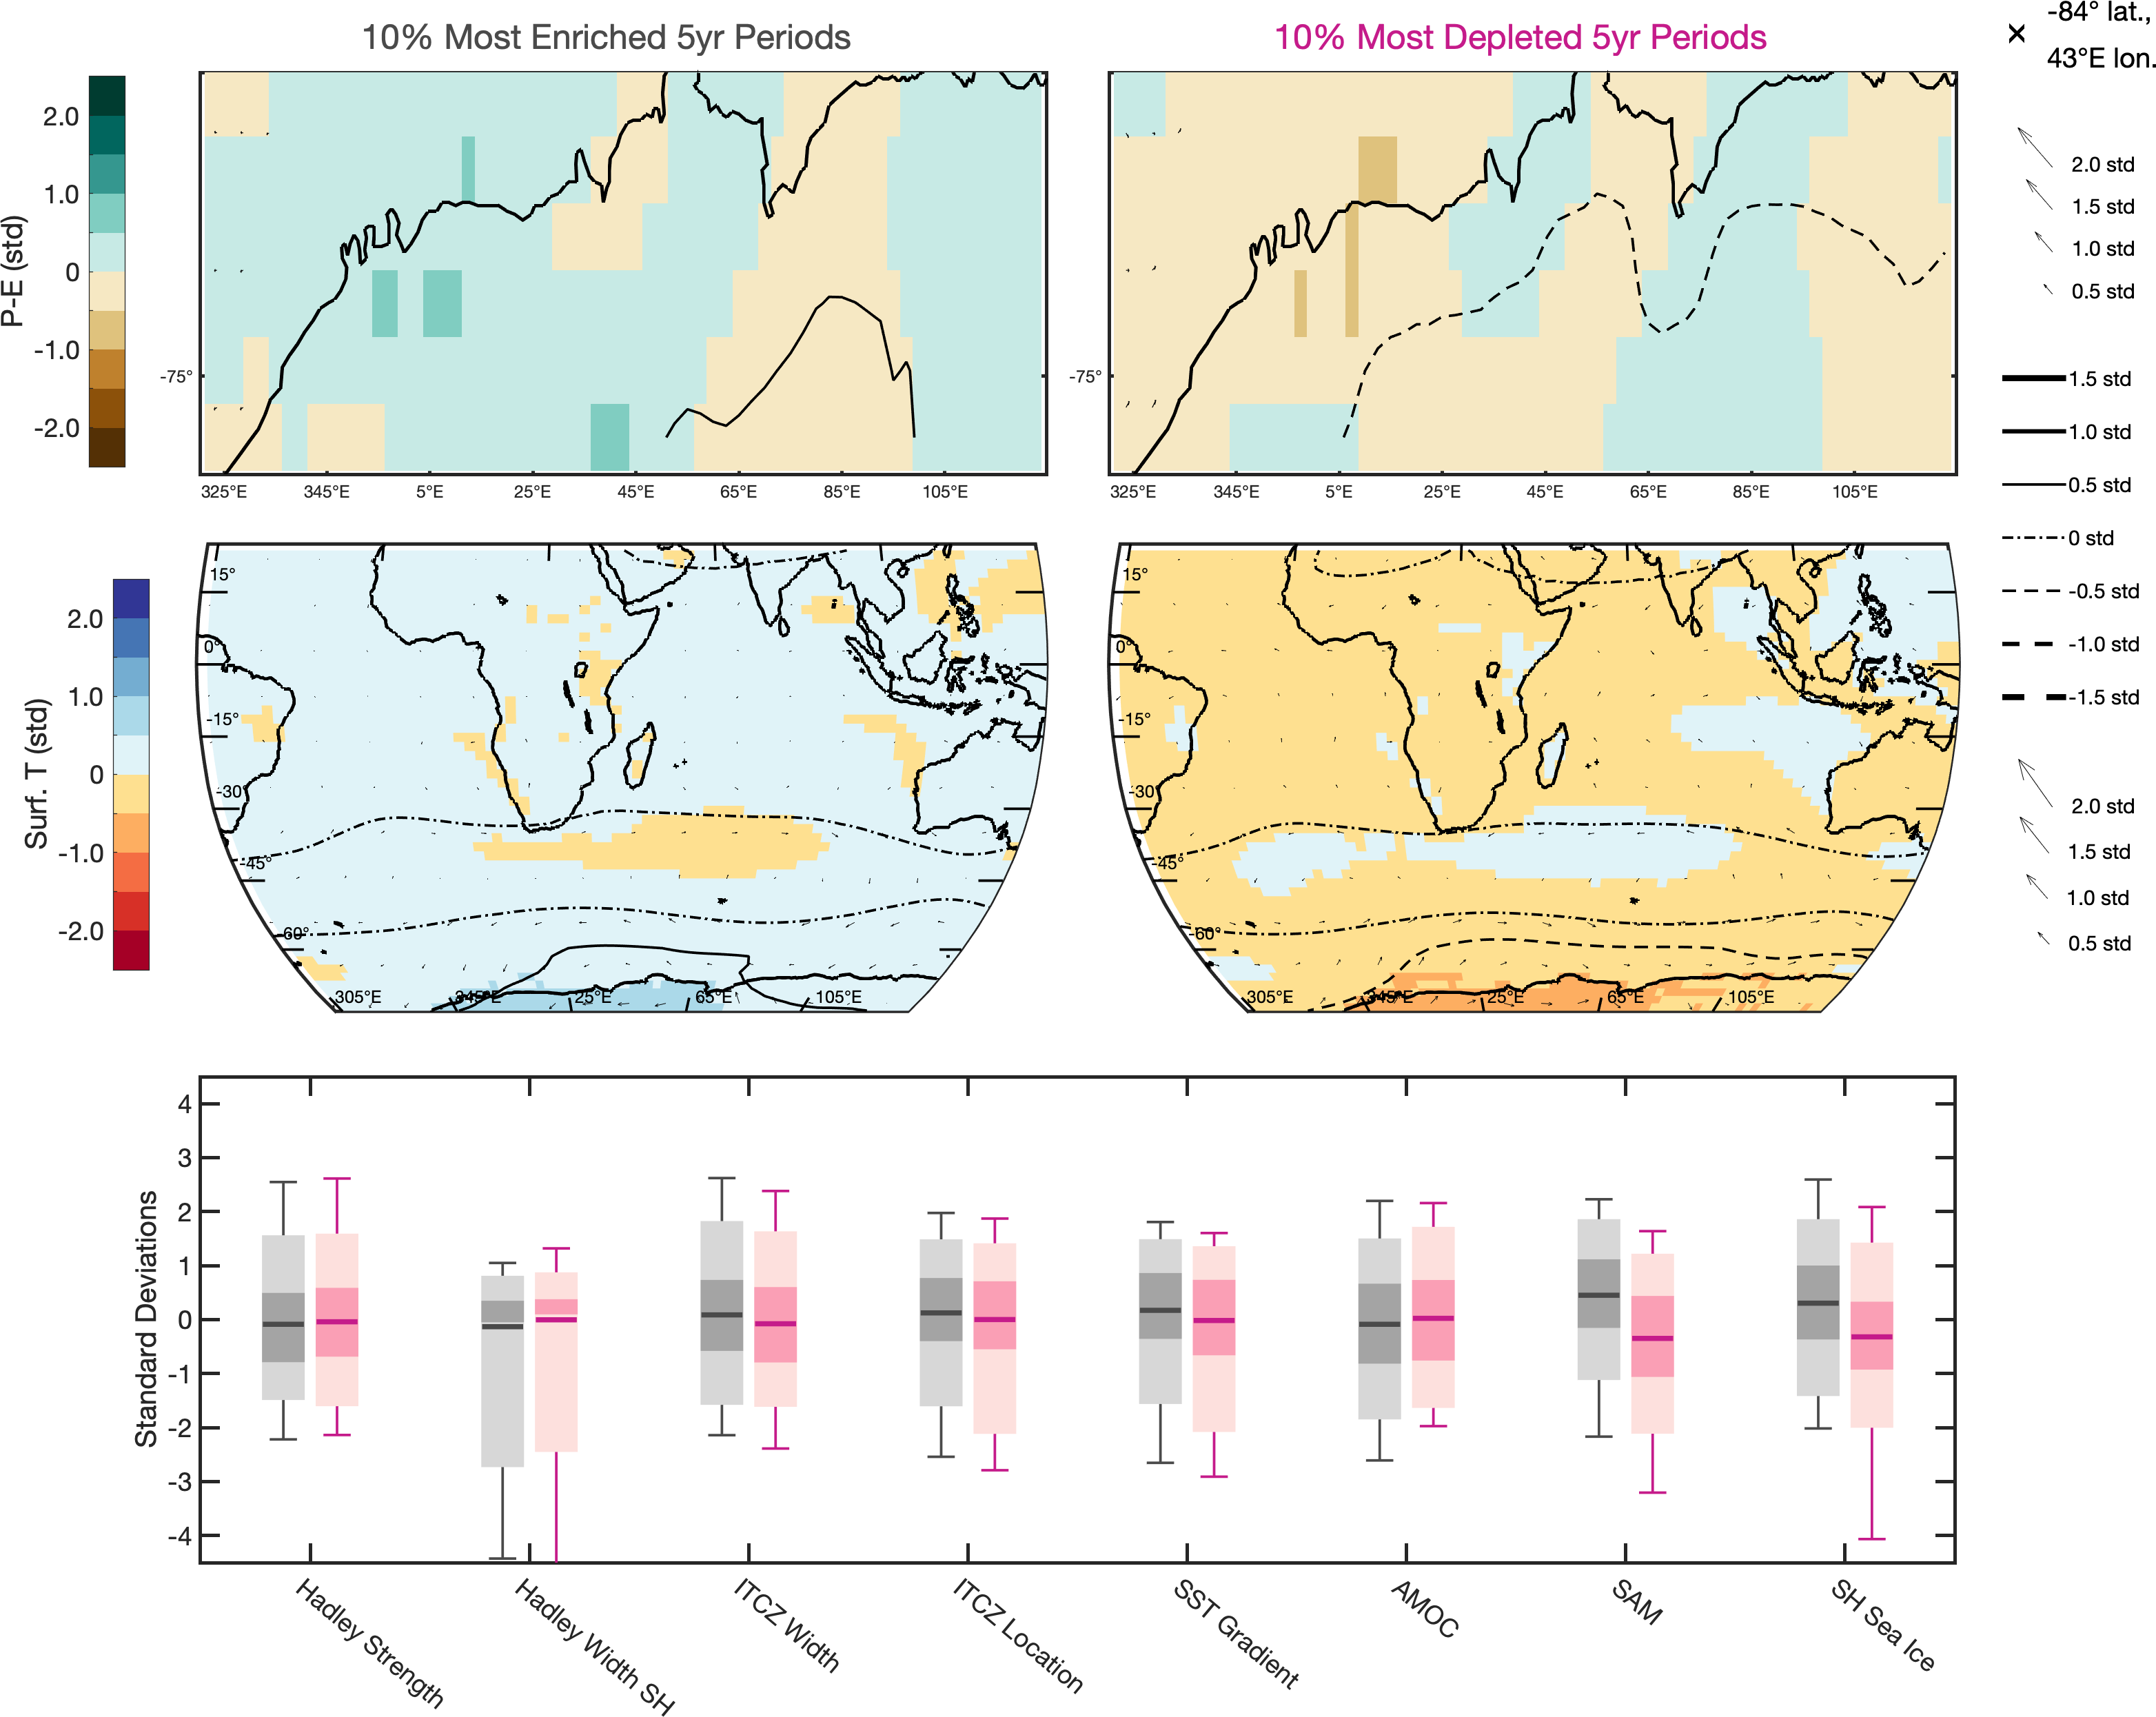 10% Most Enriched 5yr Periods
10% Most Depleted 5yr Periods
-84° lat.,
43°E lon.
P-E (std)
2.0
1.0
0
-1.0
-2.0
-75°
325°E 345°E 5°E 25°E 45°E 65°E 85°E 105°E
-75°
325°E 345°E 5°E 25°E 45°E 65°E 85°E 105°E
2.0 std
1.5 std
1.0 std
0.5 std
1.5 std
1.0 std
0.5 std
0 std
-0.5 std
-1.0 std
-1.5 std
Surf. T (std)
2.0
1.0
0
-1.0
-2.0
15°
0°
-15°
-30°
-45°
-60°
305°E 345°E 25°E 65°E 105°E
15°
0°
-15°
-30°
-45°
-60°
305°E 345°E 25°E 65°E 105°E
2.0 std
1.5 std
1.0 std
0.5 std
Standard Deviations
4
3
2
1
0
-1
-2
-3
-4
Hadley Strength
Hadley Width SH
ITCZ Width
ITCZ Location
SST Gradient
AMOC
SAM
SH Sea Ice